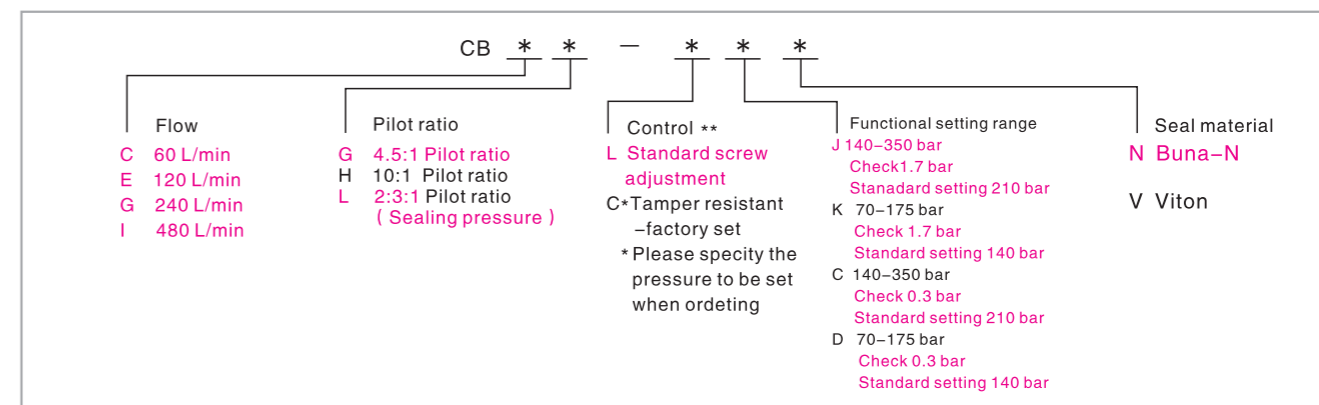 CB * * — * * *
Flow
C 60 L/min
E 120 L/min
G 240 L/min
I 480 L/min
Pilot ratio
G 4.5:1 Pilot ratio
H 10:1 Pilot ratio
L 2:3:1 Pilot ratio
( Sealing pressure )
Control **
L Standard screw
adjustment
C*Tamper resistant
–factory set
*Please specity the
pressure to be set
when ordeting
Functional setting range
J 140–350 bar
Check1.7 bar
Stanadard setting 210 bar
K 70–175 bar
Check 1.7 bar
Standard setting 140 bar
C 140–350 bar
Check 0.3 bar
Standard setting 210 bar
D 70–175 bar
Check 0.3 bar
Standard setting 140 bar
Seal material
N Buna–N
V Viton